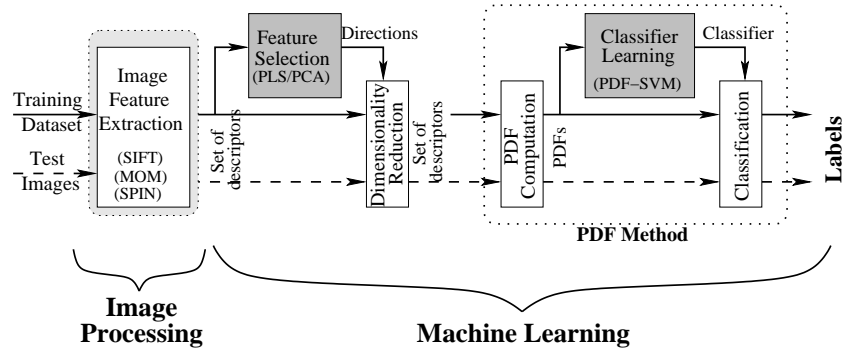 Training
Dataset
Test
Images
Image
Feature
Extraction
(SIFT)
(MOM)
(SPIN)
Set of
descriptors
Feature
Selection
(PLS/PCA)
Directions
Dimensionality
Reduction
Set of
descriptors
PDF
Computation
PDFs
Classifier
Learning
(PDF−SVM)
Classifier
Classification
Labels
PDF Method
Image
Processing
Machine Learning